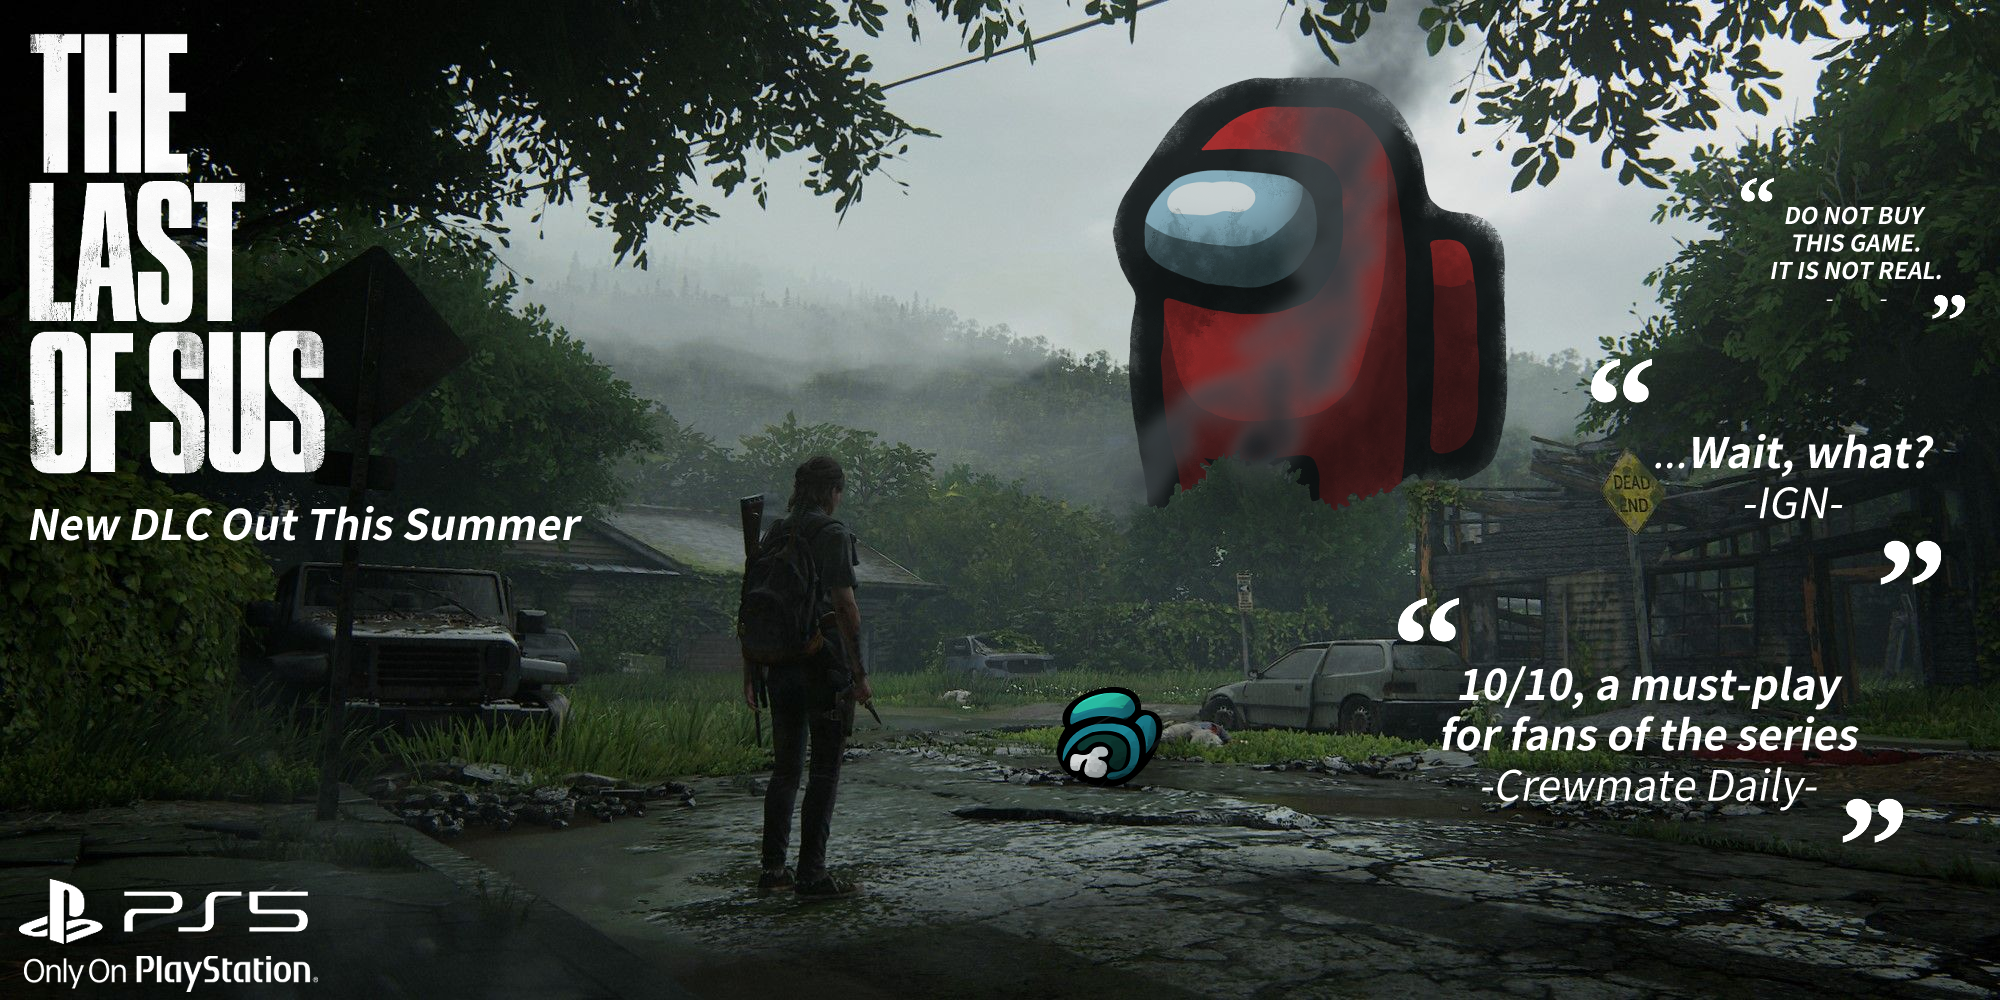 THE
LAST
OF SUS
New DLC Out This Summer
“
DO NOT BUY
THIS GAME.
IT IS NOT REAL.
- -
”
“
...Wait, what?
-IGN-
”
DEAD
END
“
10/10, a must-play
for fans of the series
-Crewmate Daily-
”
PS5
Only On PlayStation®